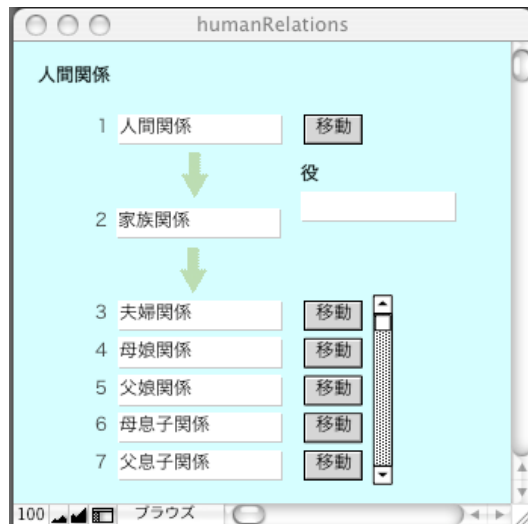 humanRelations
人間関係
1 人間関係 移動
役
2 家族関係
3 夫婦関係 移動
4 母娘関係 移動
5 父娘関係 移動
6 母息子関係 移動
7 父息子関係 移動
100 ブラウズ